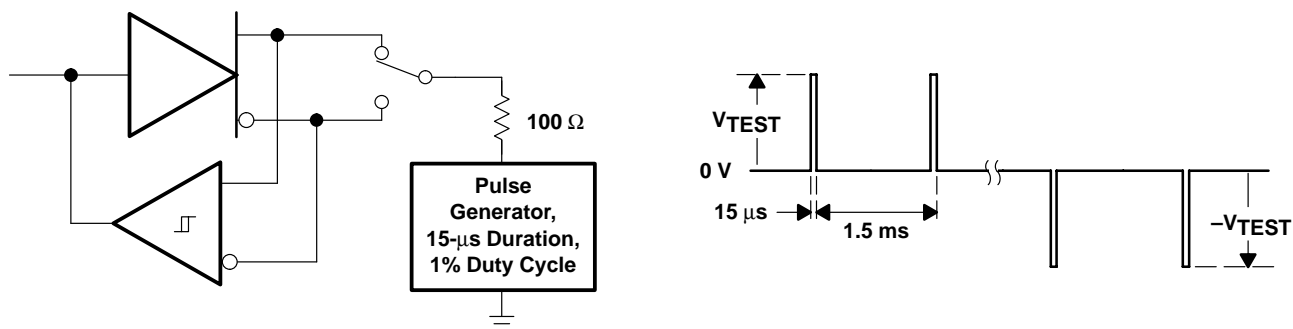 100 Ω
Pulse
Generator,
15-μs Duration,
1% Duty Cycle
VTEST
0 V
15 μs
1.5 ms
–VTEST